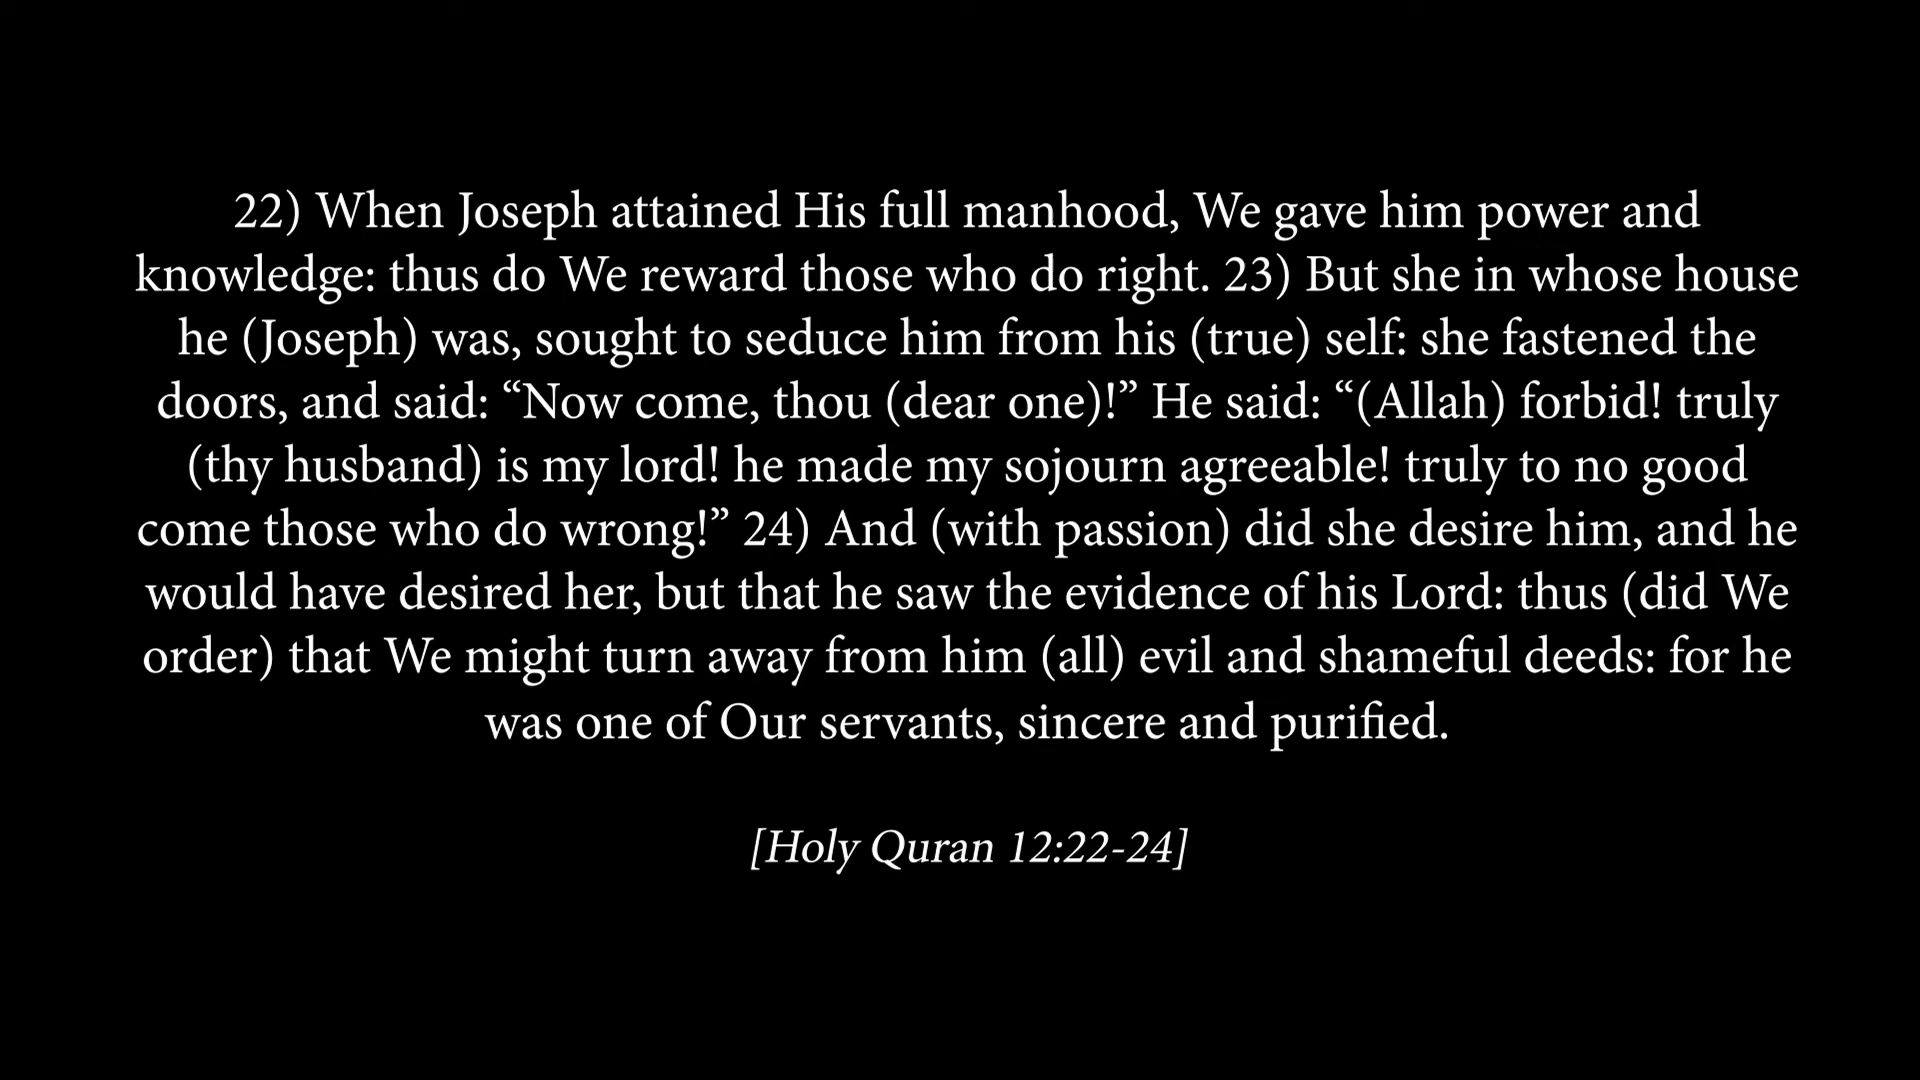 22) When Joseph attained His full manhood, We gave him power and
knowledge: thus do We reward those who do right. 23) But she in whose house
he (Joseph) was, sought to seduce him from his (true) self: she fastened the
doors, and said: “Now come, thou (dear one)!” He said: “(Allah) forbid! truly
(thy husband) is my lord! he made my sojourn agreeable! truly to no good
come those who do wrong!” 24) And (with passion) did she desire him, and he
would have desired her, but that he saw the evidence of his Lord: thus (did We
order) that We might turn away from him (all) evil and shameful deeds: for he
was one of Our servants, sincere and purified.
[Holy Quran 12:22-24]